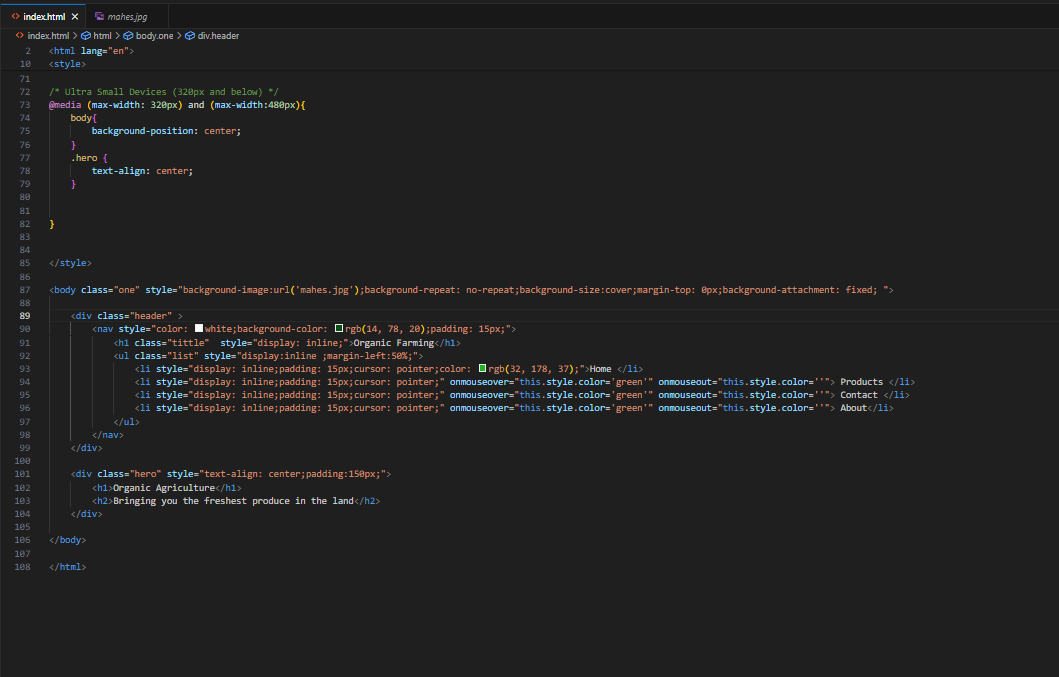 index.html
mahes.jpg
index.html > html > body.one > div.header
2 <html lang="en">
10 <style>
71
72 /* Ultra Small Devices (320px and below) */
73 @media (max-width: 320px) and (max-width:480px){
74 body{
75 background-position: center;
76 }
77 .hero {
78 text-align: center;
79 }
80
81
82 }
83
84
85 </style>
86
87 <body class="one" style="background-image:url('mahes.jpg');background-repeat: no-repeat;background-size:cover;margin-top: 0px;background-attachment: fixed; ">
88
89 <div class="header" >
90 <nav style="color: white;background-color: rgb(14, 78, 20);padding: 15px;">
91 <h1 class="tittle"  style="display: inline;">Organic Farming</h1>
92 <ul class="list" style="display:inline ;margin-left:50%;">
93 <li style="display: inline;padding: 15px;cursor: pointer;color: rgb(32, 178, 37);">Home </li>
94 <li style="display: inline;padding: 15px;cursor: pointer;" onmouseover="this.style.color='green'" onmouseout="this.style.color=''"> Products </li>
95 <li style="display: inline;padding: 15px;cursor: pointer;" onmouseover="this.style.color='green'" onmouseout="this.style.color=''"> Contact </li>
96 <li style="display: inline;padding: 15px;cursor: pointer;" onmouseover="this.style.color='green'" onmouseout="this.style.color=''"> About</li>
97 </ul>
98 </nav>
99 </div>
100
101 <div class="hero" style="text-align: center;padding:150px;">
102 <h1>Organic Agriculture</h1>
103 <h2>Bringing you the freshest produce in the land</h2>
104 </div>
105
106 </body>
107
108 </html>